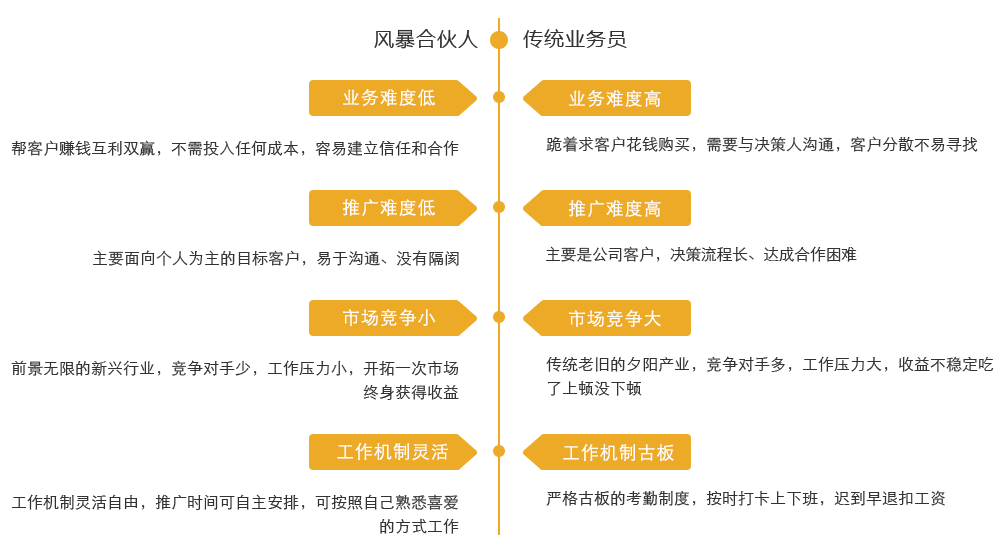 风暴合伙人
传统业务员
业务难度低
业务难度高
帮客户赚钱互利双赢，不需投入任何成本，容易建立信任和合作
跪着求客户花钱购买，需要与决策人沟通，客户分散不易寻找
推广难度低
推广难度高
主要面向个人为主的目标客户，易于沟通、没有隔阂
主要是公司客户，决策流程长、达成合作困难
市场竞争小
市场竞争大
前景无限的新兴行业，竞争对手少，工作压力小，开拓一次市场
终身获得收益
传统老旧的夕阳产业，竞争对手多，工作压力大，收益不稳定吃
了上顿没下顿
工作机制灵活
工作机制古板
工作机制灵活自由，推广时间可自主安排，可按照自己熟悉喜爱
的方式工作
严格古板的考勤制度，按时打卡上下班，迟到早退扣工资